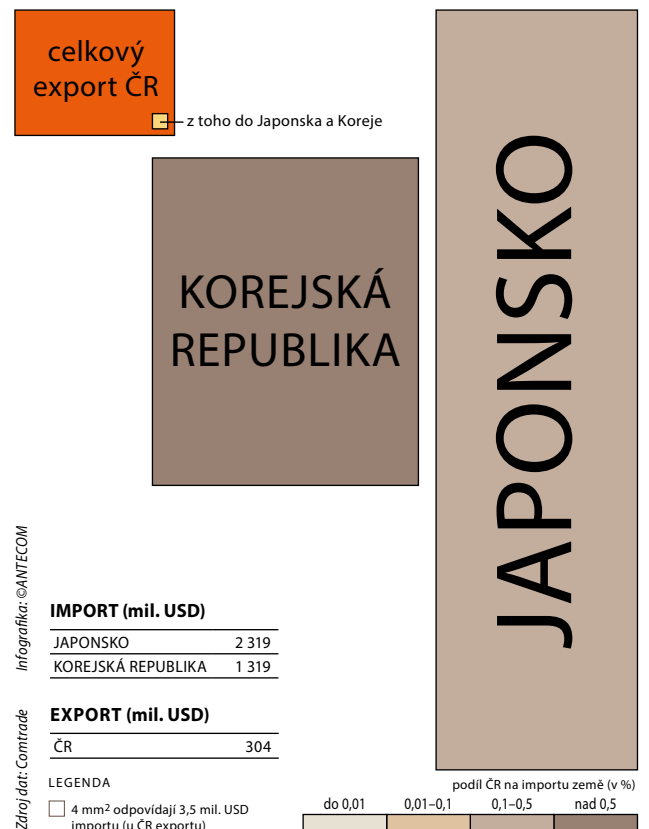 celkový
export ČR
z toho do Japonska a Koreje
KOREJSKÁ
REPUBLIKA
JAPONSKO
IMPORT (mil. USD)
JAPONSKO 2 319
KOREJSKÁ REPUBLIKA 1 319
EXPORT (mil. USD)
ČR 304
LEGENDA
4 mm² odpovídají 3,5 mil. USD
importu (u ČR exportu)
podíl ČR na importu země (v %)
do 0,01 0,01–0,1 0,1–0,5 nad 0,5
Infografika: ©ANTECOM
Zdroj dat: Comtrade